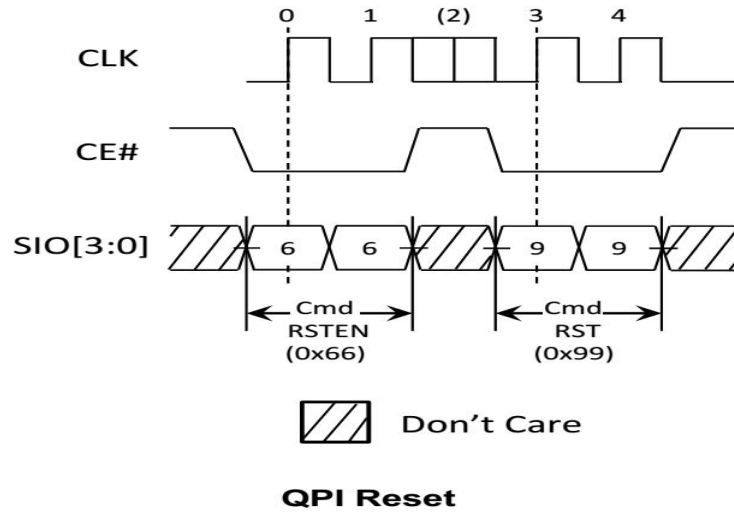 0 1 (2) 3 4
CLK
CE#
SIO[3:0] 6 6 9 9
Cmd Cmd
RSTEN RST
(0x66) (0x99)
Don't Care
QPI Reset